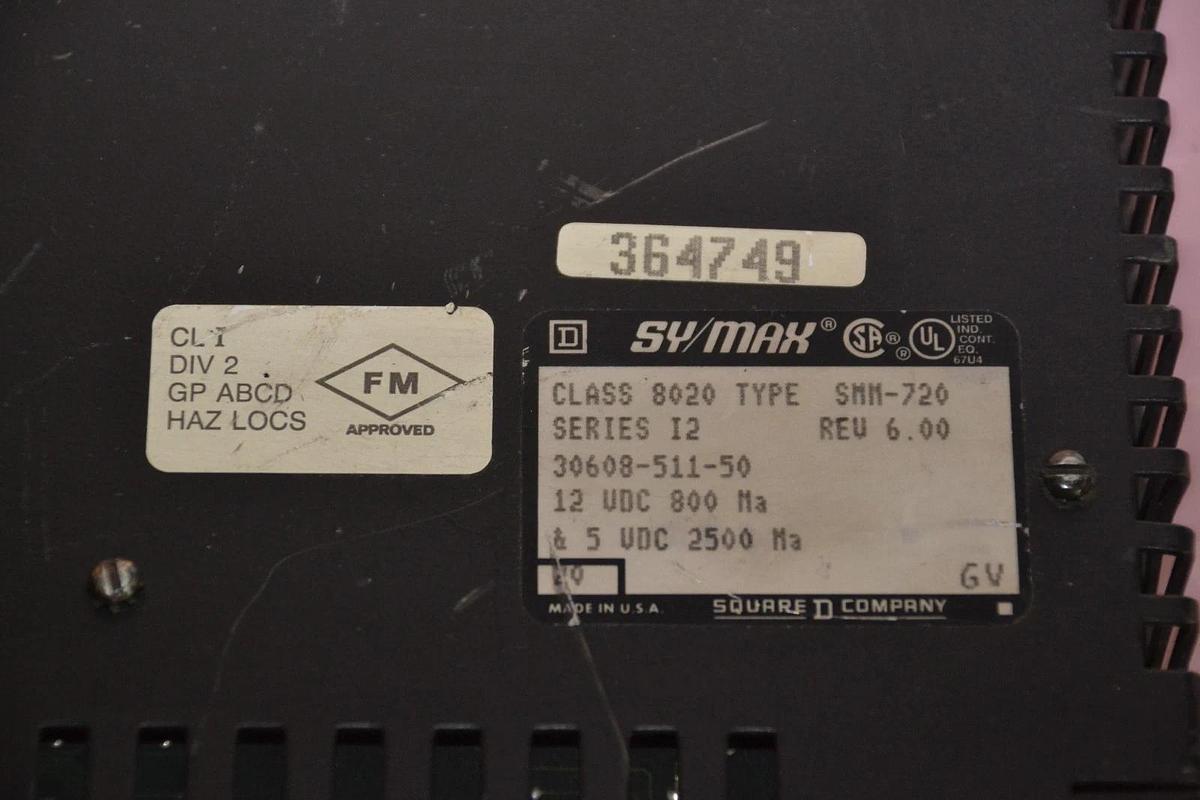 364749
CL I
DIV 2
GP ABCD
HAZ LOCS
FM
APPROVED
D
SY/MAX®
SA ® ® UL
LISTED
IND.
CONT.
EQ.
67U4
CLASS 8020 TYPE SMM-720
SERIES I2 REV 6.00
30608-511-50
12 VDC 800 Ma
& 5 VDC 2500 Ma
GV
MADE IN U.S.A.
SQUARE D COMPANY